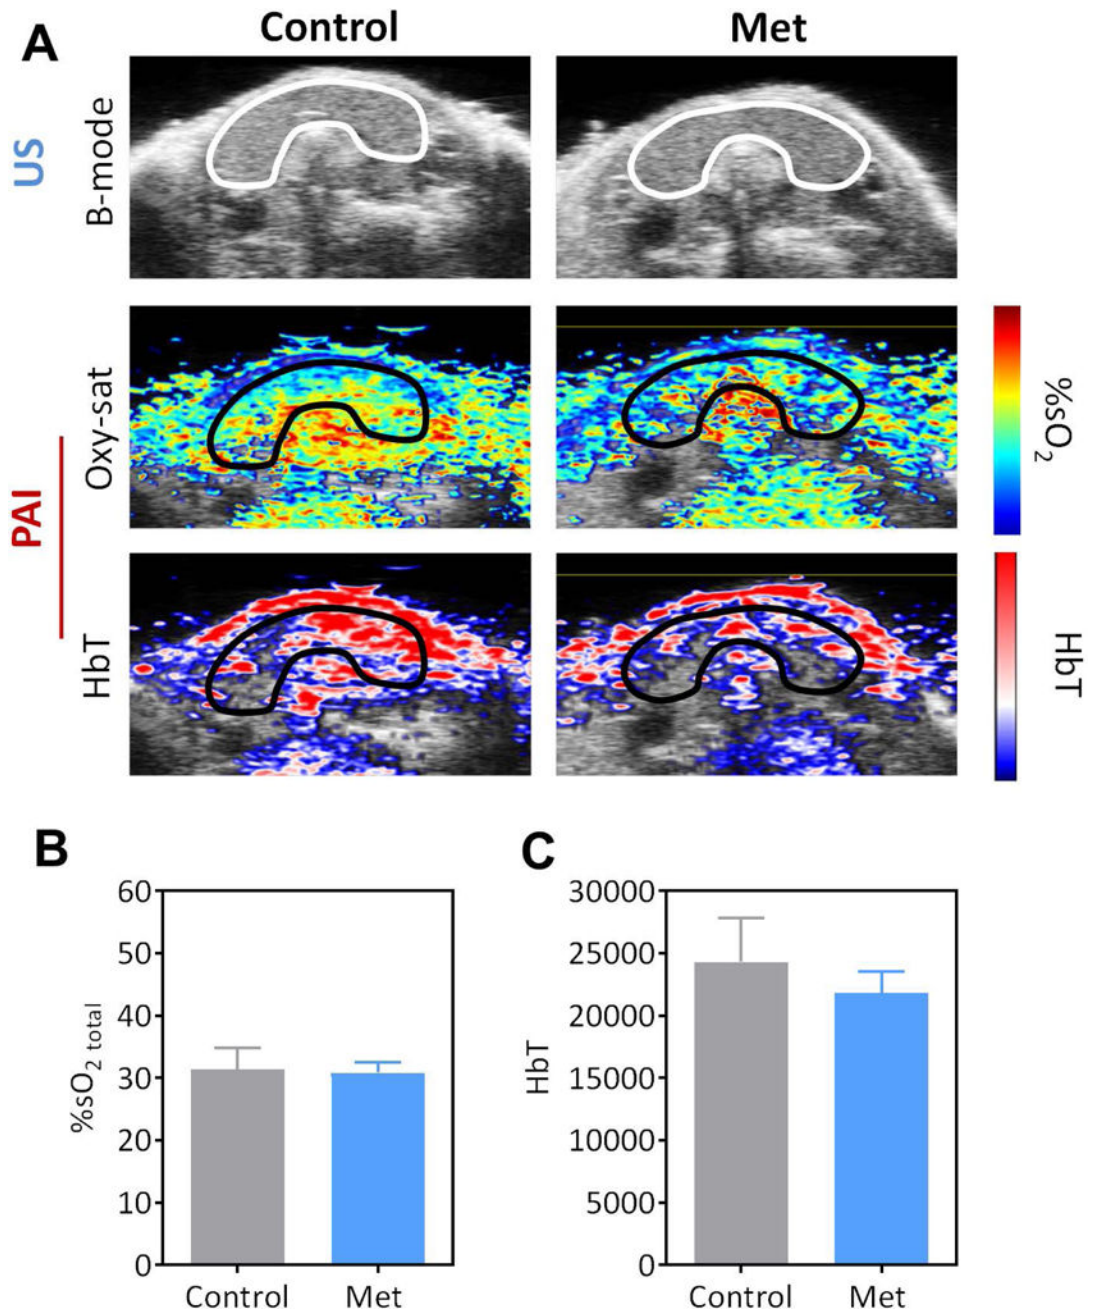 A
Control
Met
US
B-mode
PAI
Oxy-sat
%sO2
HbT
HbT
B
60
50
40
30
20
10
0
%sO2 total
Control
Met
C
30000
25000
20000
15000
10000
5000
0
HbT
Control
Met